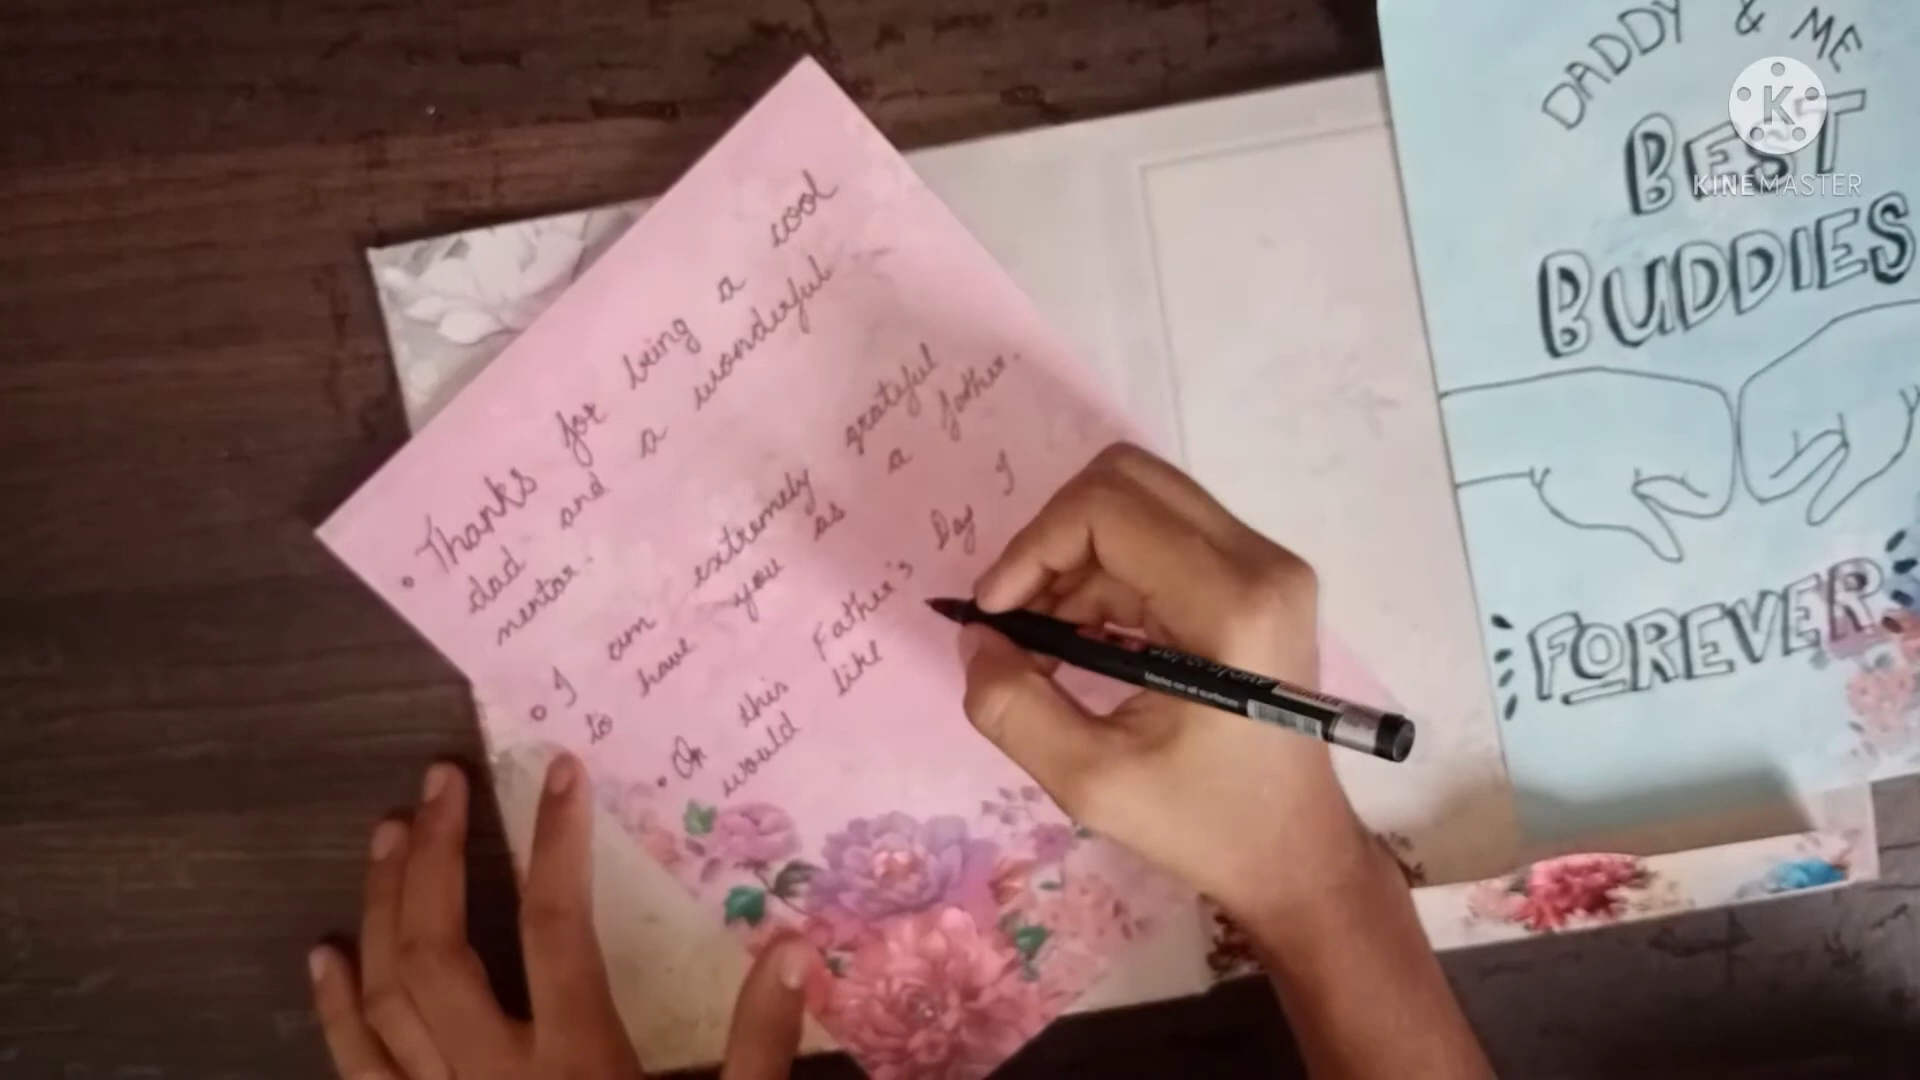 • Thanks for being a cool
dad and a wonderful
mentor.
• I am extremely grateful
to have you as a father.
• On this Father's Day I
would like
DADDY & ME
BEST
BUDDIES
FOREVER
K
KINEMASTER